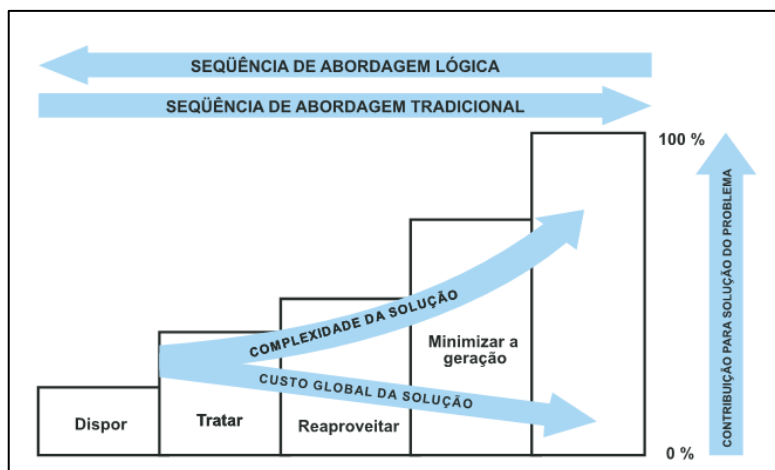 SEQÜÊNCIA DE ABORDAGEM LÓGICA
SEQÜÊNCIA DE ABORDAGEM TRADICIONAL
100 %
CONTRIBUIÇÃO PARA SOLUÇÃO DO PROBLEMA
COMPLEXIDADE DA SOLUÇÃO
Minimizar a
geração
CUSTO GLOBAL DA SOLUÇÃO
Dispor
Tratar
Reaproveitar
0 %